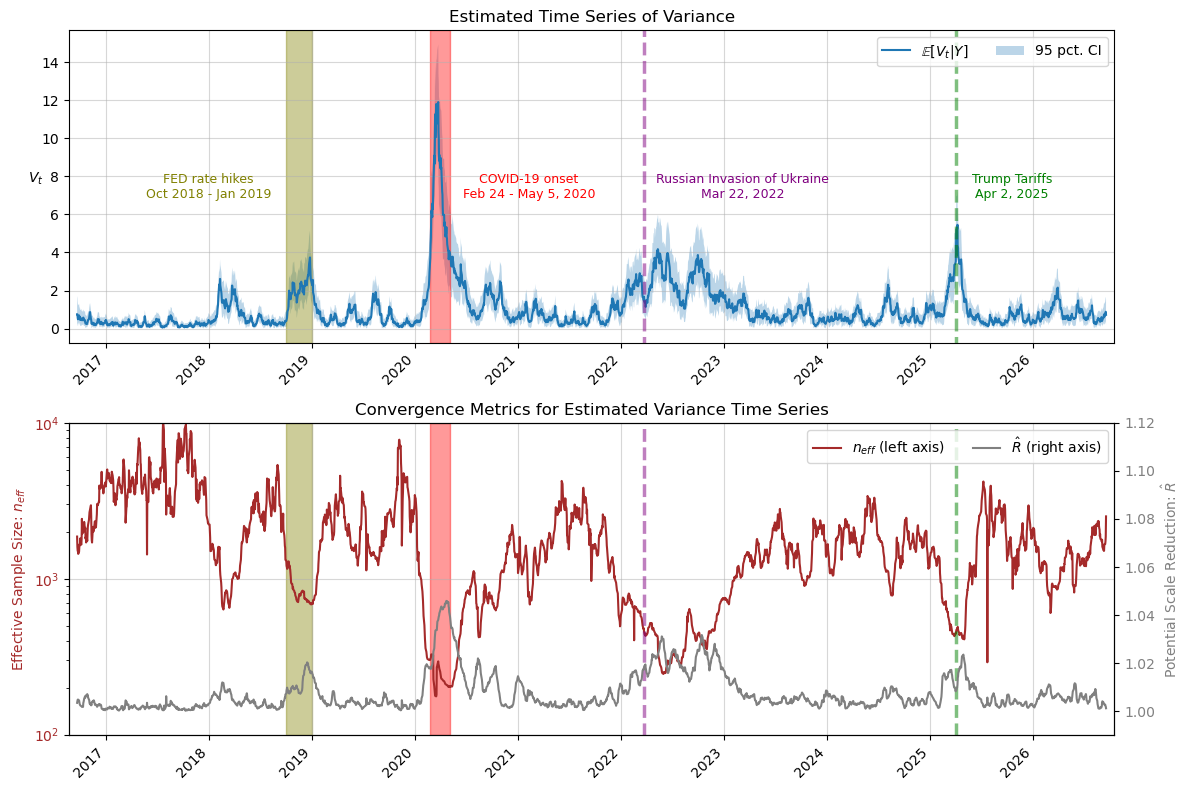 Estimated Time Series of Variance
𝔼[V_t|Y]
95 pct. CI
14
12
10
8
6
4
2
0
V_t
FED rate hikes
Oct 2018 - Jan 2019
COVID-19 onset
Feb 24 - May 5, 2020
Russian Invasion of Ukraine
Mar 22, 2022
Trump Tariffs
Apr 2, 2025
2017
2018
2019
2020
2021
2022
2023
2024
2025
2026
Convergence Metrics for Estimated Variance Time Series
n_eff (left axis)
R̂ (right axis)
10^4
10^3
10^2
Effective Sample Size: n_eff
1.12
1.10
1.08
1.06
1.04
1.02
1.00
Potential Scale Reduction: R̂
2017
2018
2019
2020
2021
2022
2023
2024
2025
2026